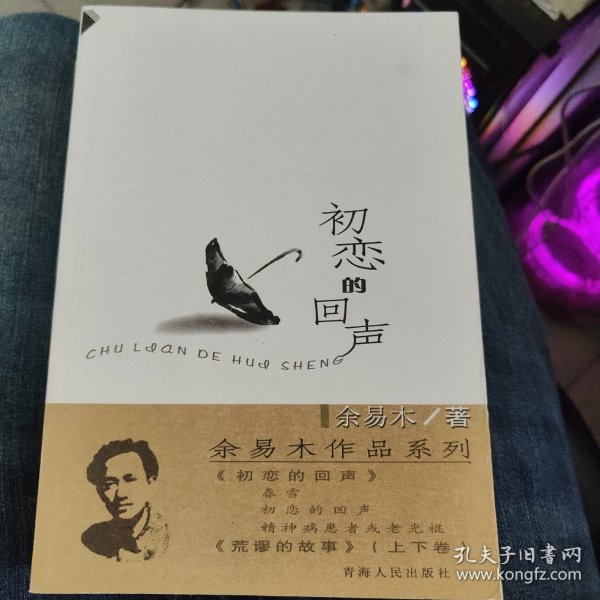 初恋的回声
CHU LIAN DE HUI SHENG
余易木/著
余易木作品系列
《初恋的回声》
春雪
初恋的回声
精神病患者或老光棍
《荒谬的故事》(上下卷)
青海人民出版社
孔夫子旧书网
www.kongfz.com